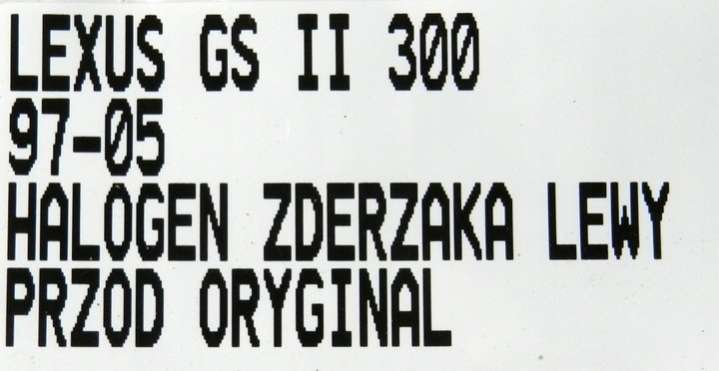 LEXUS GS II 300
97-05
HALOGEN ZDERZAKA LEWY
PRZOD ORYGINAL